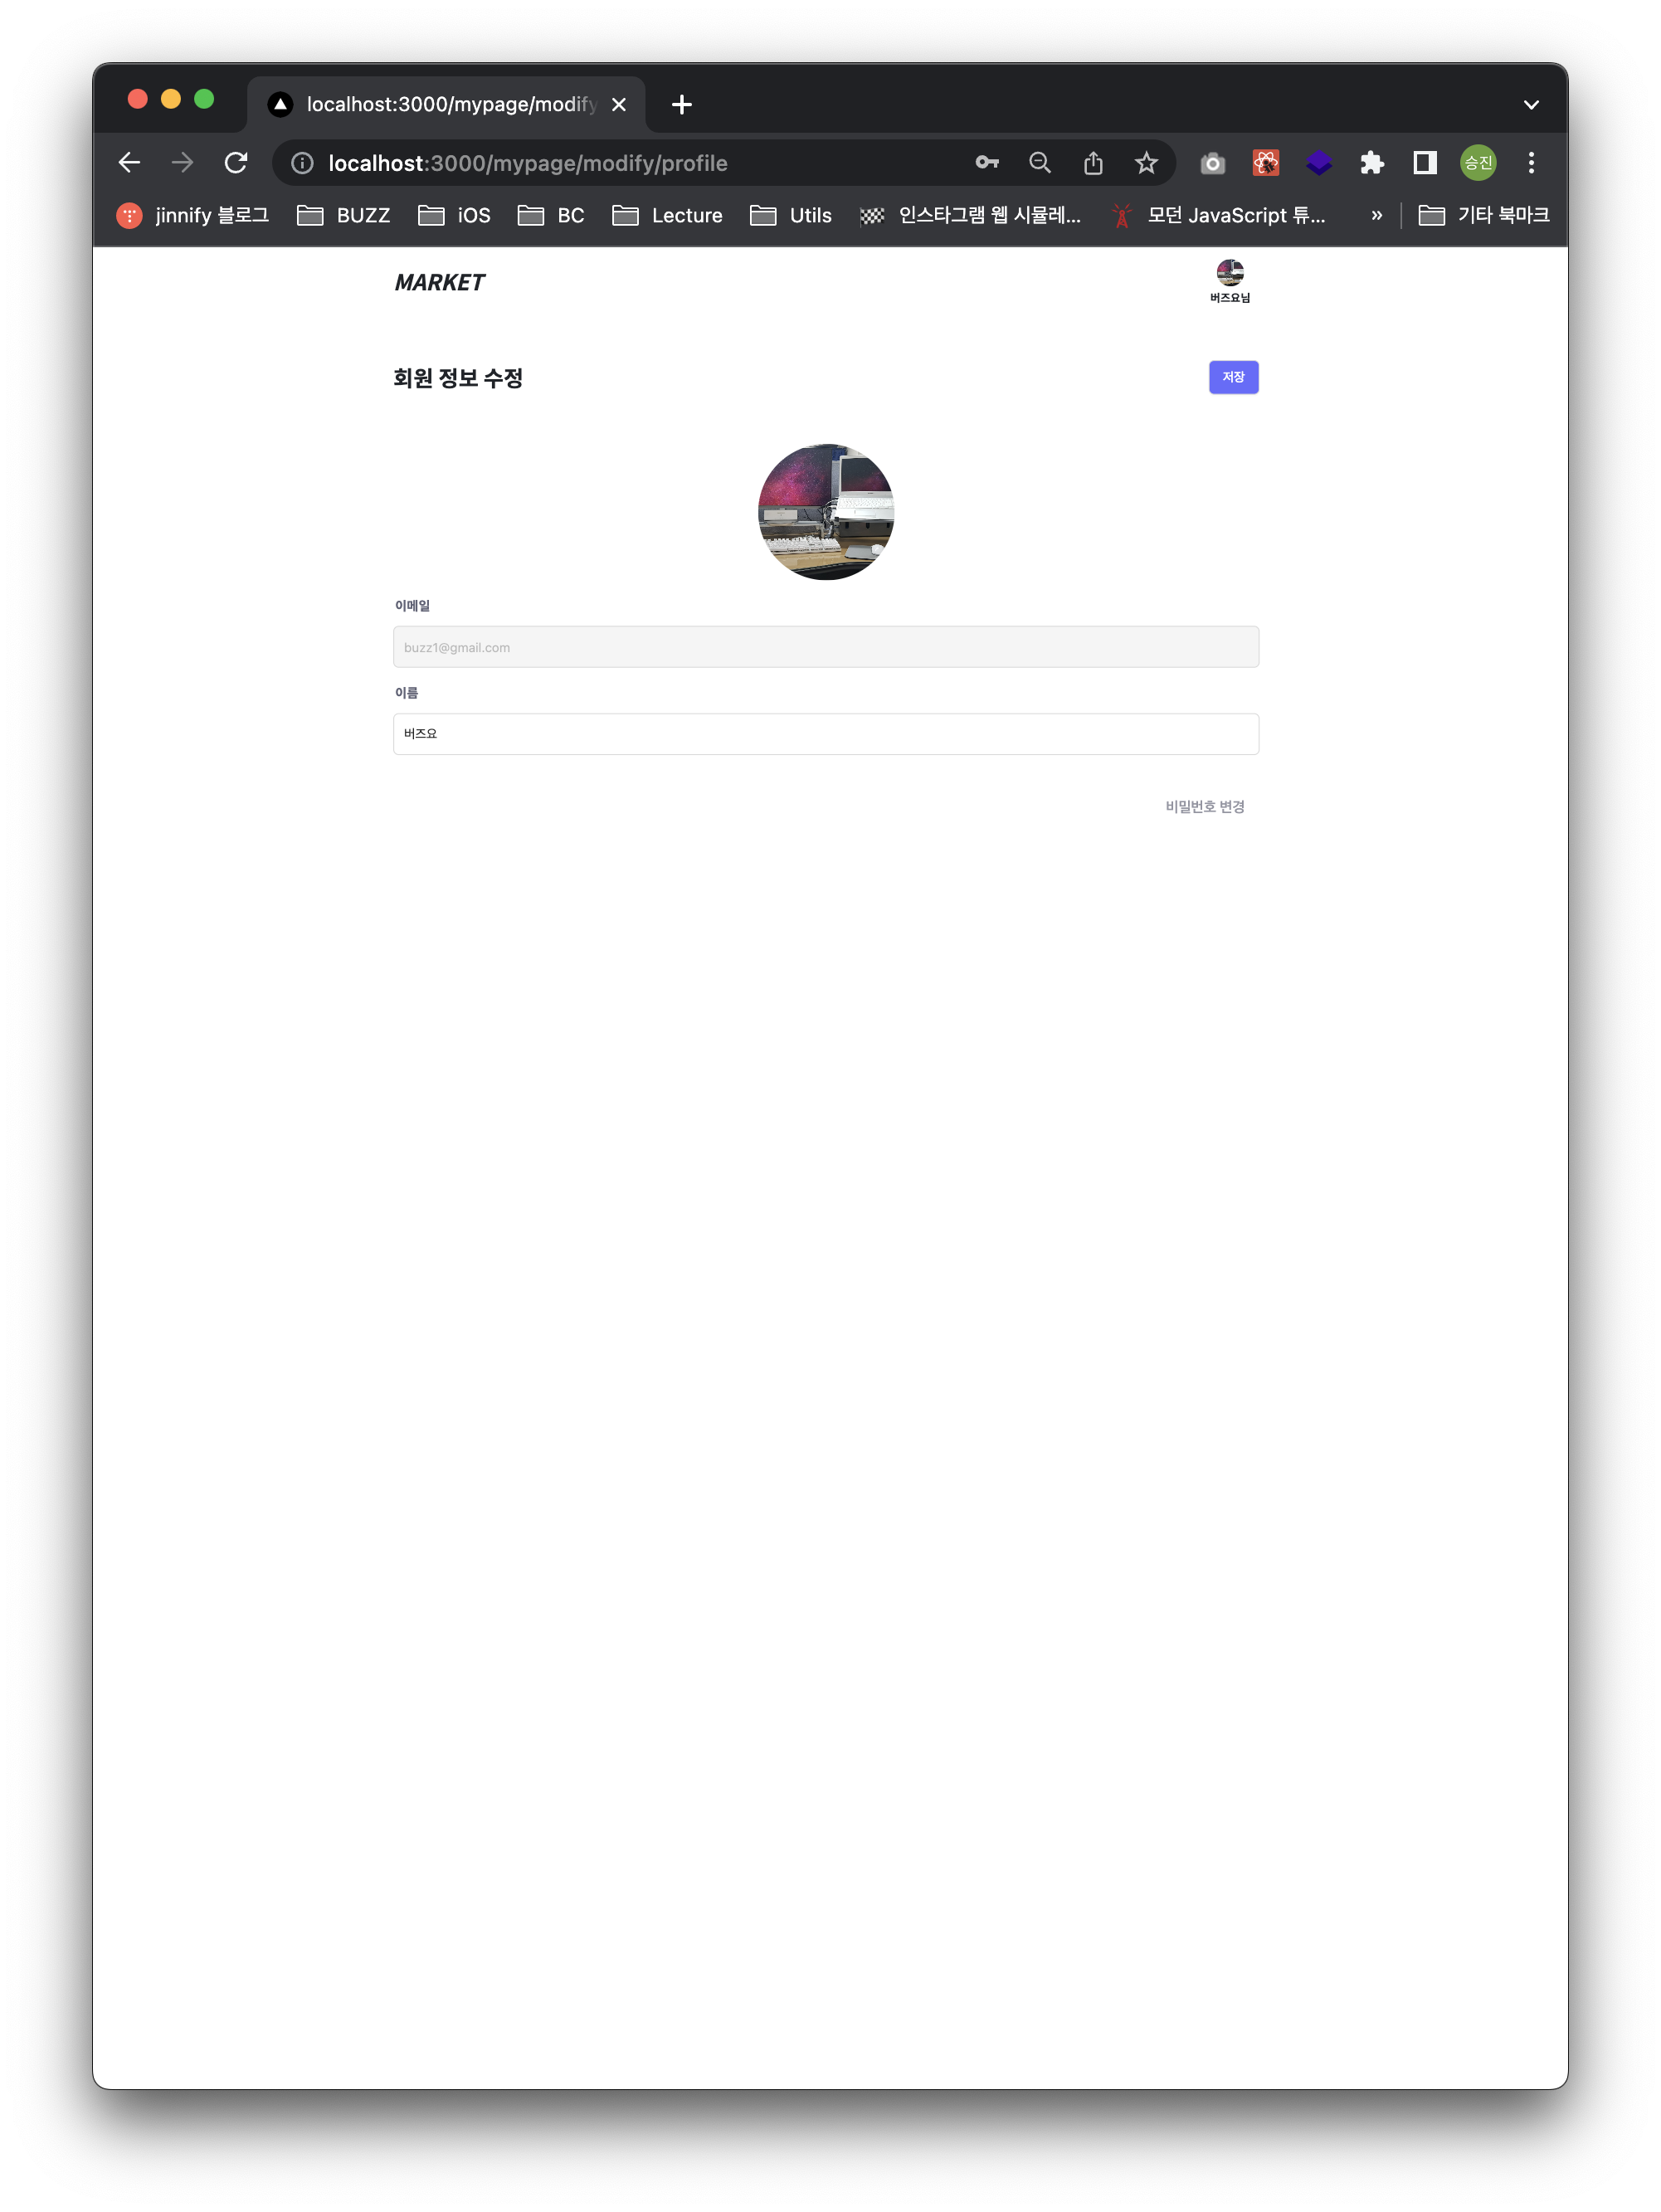 localhost:3000/mypage/modify
localhost:3000/mypage/modify/profile
승진
jinnify 블로그 BUZZ iOS BC Lecture Utils 인스타그램 웹 시뮬레... 모던 JavaScript 튜... » 기타 북마크
MARKET
버즈요님
회원 정보 수정
저장
이메일
buzz1@gmail.com
이름
버즈요
비밀번호 변경